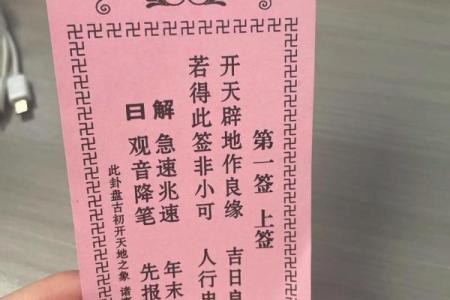 第一签 上签
开天辟地作良缘 吉日
若得此签非小可 人行
解 急速兆速 年末
曰 观音降笔 先报
此卦盘古初开天地之象 诸